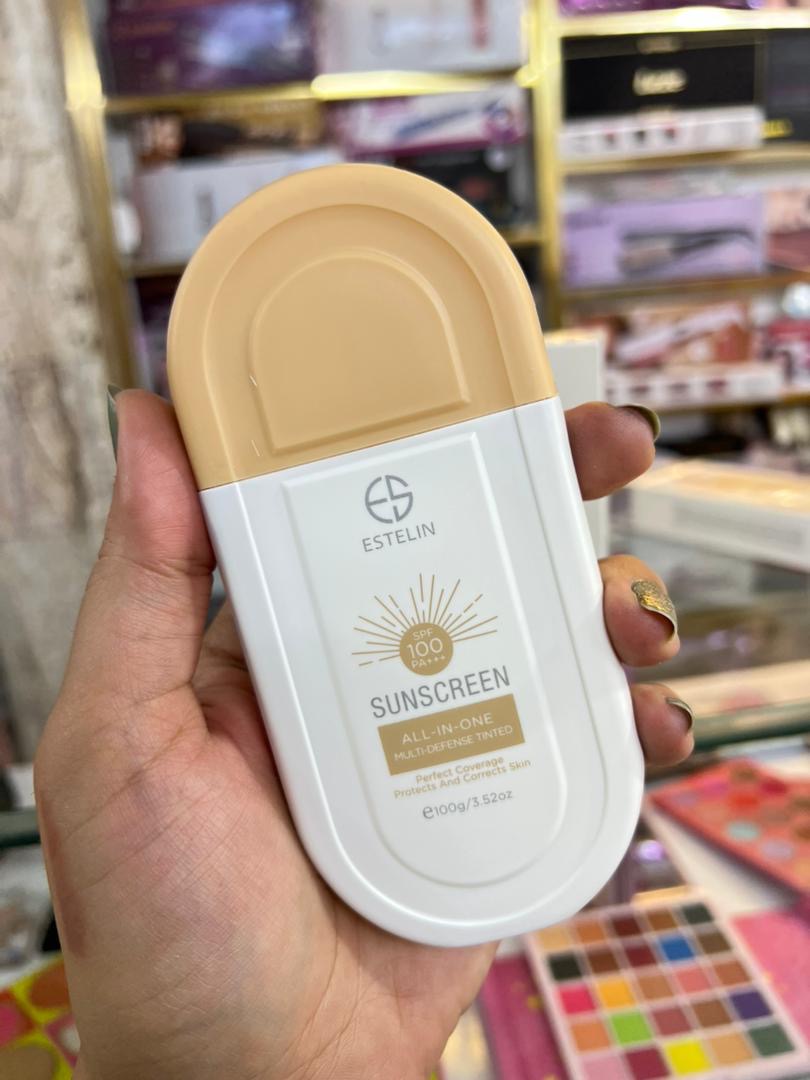 ES
ESTELIN
SPF
100
PA+++
SUNSCREEN
ALL-IN-ONE
MULTI-DEFENSE TINTED
Perfect Coverage
Protects And Corrects Skin
℮100g/3.52oz